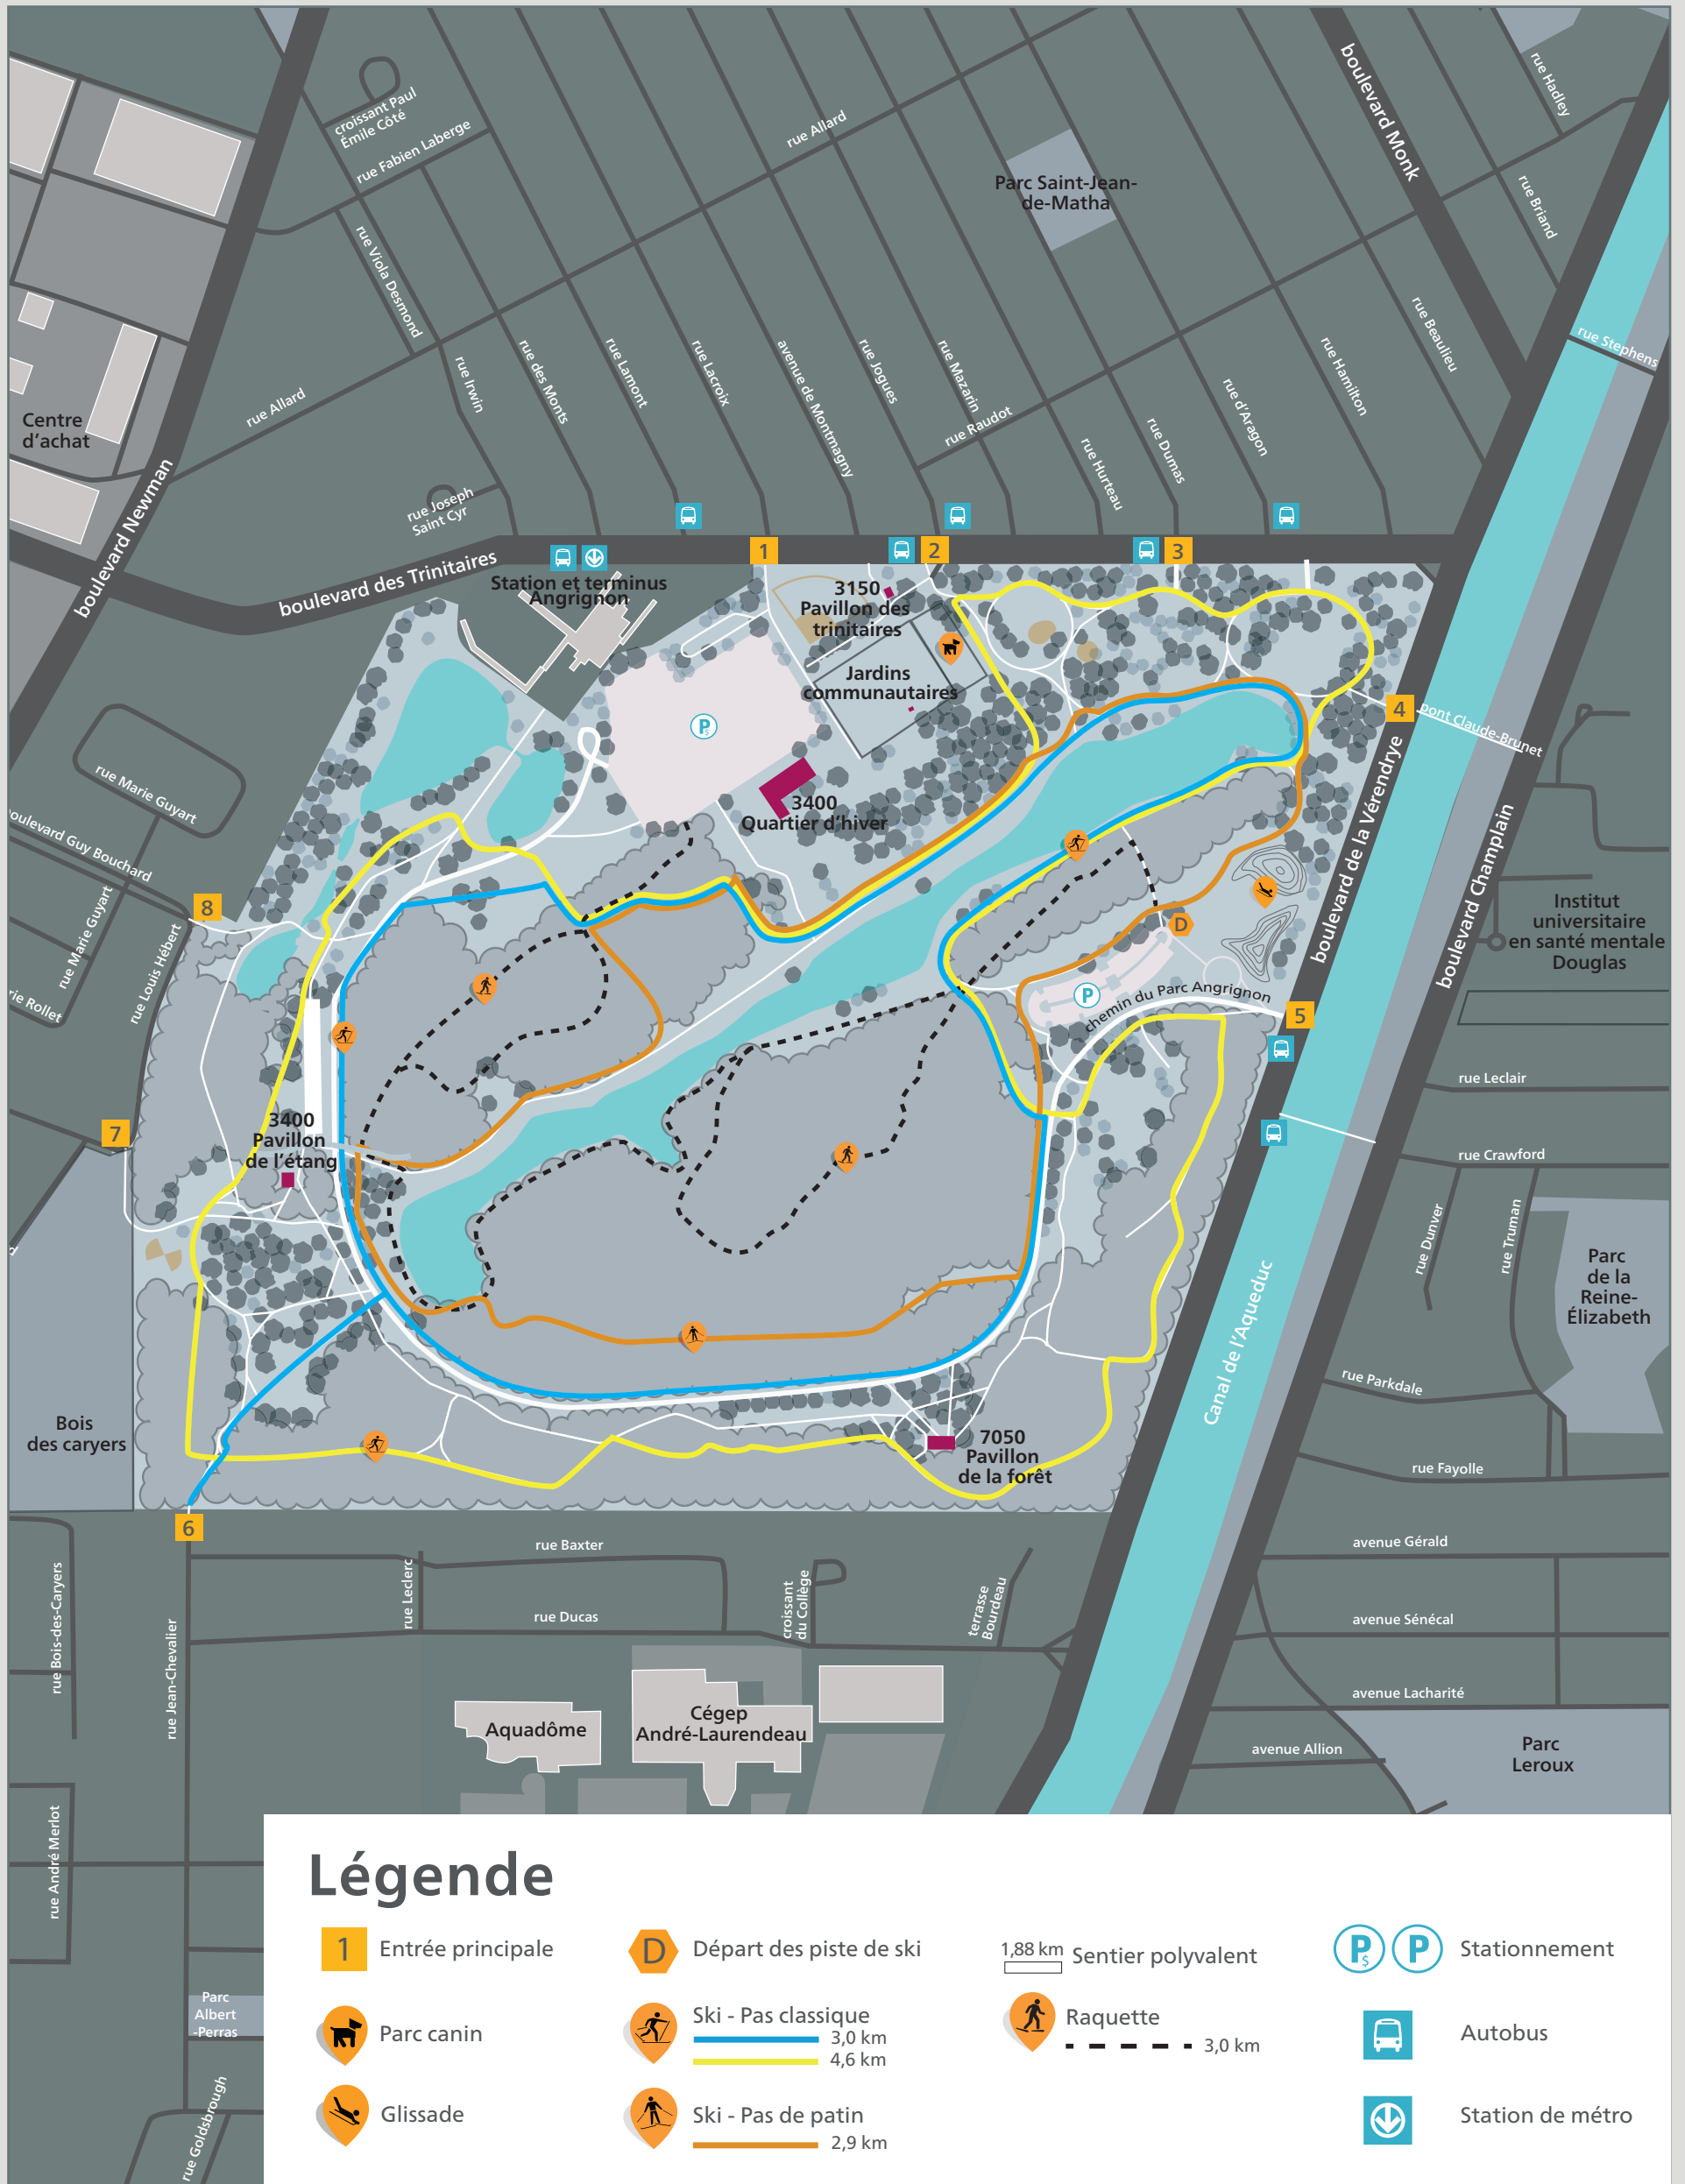 croissant Paul
Émile Côté
rue Fabien Laberge
rue Allard
Parc Saint-Jean-
de-Matha
boulevard Monk
rue Hadley
rue Briand
rue Viola Desmond
rue Stephens
rue Beaulieu
rue Hamilton
rue d'Aragon
rue Dumas
rue Hurteau
rue Raudot
rue Mazarin
rue Jogues
avenue de Montmagny
rue Lacroix
rue Lamont
rue des Monts
rue Irwin
rue Allard
Centre
d'achat
boulevard Newman
rue Joseph
Saint Cyr
boulevard des Trinitaires
1
2
3
Station et terminus
Angrignon
3150
Pavillon des
trinitaires
Jardins
communautaires
P$
3400
Quartier d'hiver
4
pont Claude-Brunet
boulevard de la Vérendrye
boulevard Champlain
rue Marie Guyart
boulevard Guy Bouchard
rue Marie Guyart
rue Louis Hébert
8
Institut
universitaire
en santé mentale
Douglas
D
P
chemin du Parc Angrignon
5
rue Leclair
7
3400
Pavillon
de l'étang
rue Crawford
rue Dunver
rue Truman
Parc
de la
Reine-
Élizabeth
Canal de l'Aqueduc
rue Parkdale
Bois
des caryers
7050
Pavillon
de la forêt
rue Fayolle
6
rue Baxter
avenue Gérald
rue Bois-des-Caryers
rue Leclerc
croissant
du Collège
terrasse
Bourdeau
rue Ducas
avenue Sénécal
rue Jean-Chevalier
avenue Lacharité
Aquadôme
Cégep
André-Laurendeau
avenue Allion
Parc
Leroux
rue André Merlot
Parc
Albert
-Perras
rue Goldsbrough
Légende
1 Entrée principale
D Départ des piste de ski
1,88 km Sentier polyvalent
P$ P Stationnement
Parc canin
Ski - Pas classique
3,0 km
4,6 km
Raquette
3,0 km
Autobus
Glissade
Ski - Pas de patin
2,9 km
Station de métro